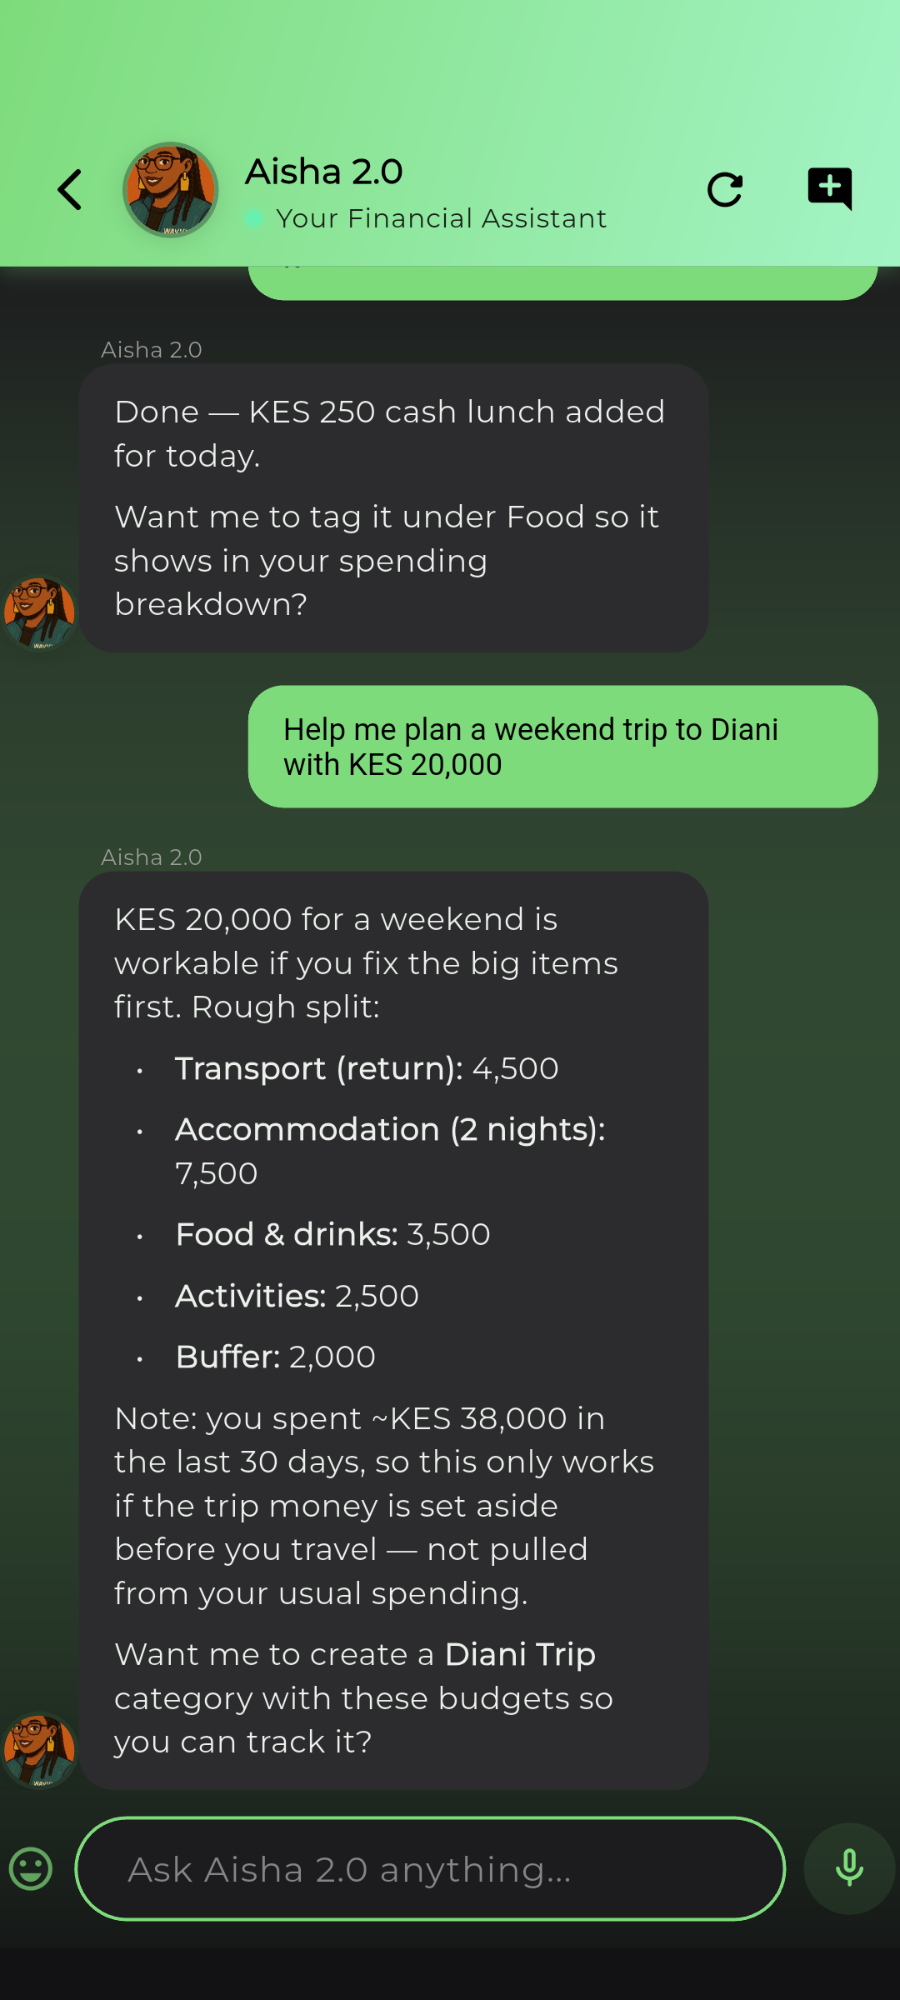 Aisha 2.0
Your Financial Assistant
Aisha 2.0
Done — KES 250 cash lunch added
for today.
Want me to tag it under Food so it
shows in your spending
breakdown?
Help me plan a weekend trip to Diani
with KES 20,000
Aisha 2.0
KES 20,000 for a weekend is
workable if you fix the big items
first. Rough split:
• Transport (return): 4,500
• Accommodation (2 nights):
7,500
• Food & drinks: 3,500
• Activities: 2,500
• Buffer: 2,000
Note: you spent ~KES 38,000 in
the last 30 days, so this only works
if the trip money is set aside
before you travel — not pulled
from your usual spending.
Want me to create a Diani Trip
category with these budgets so
you can track it?
Ask Aisha 2.0 anything...